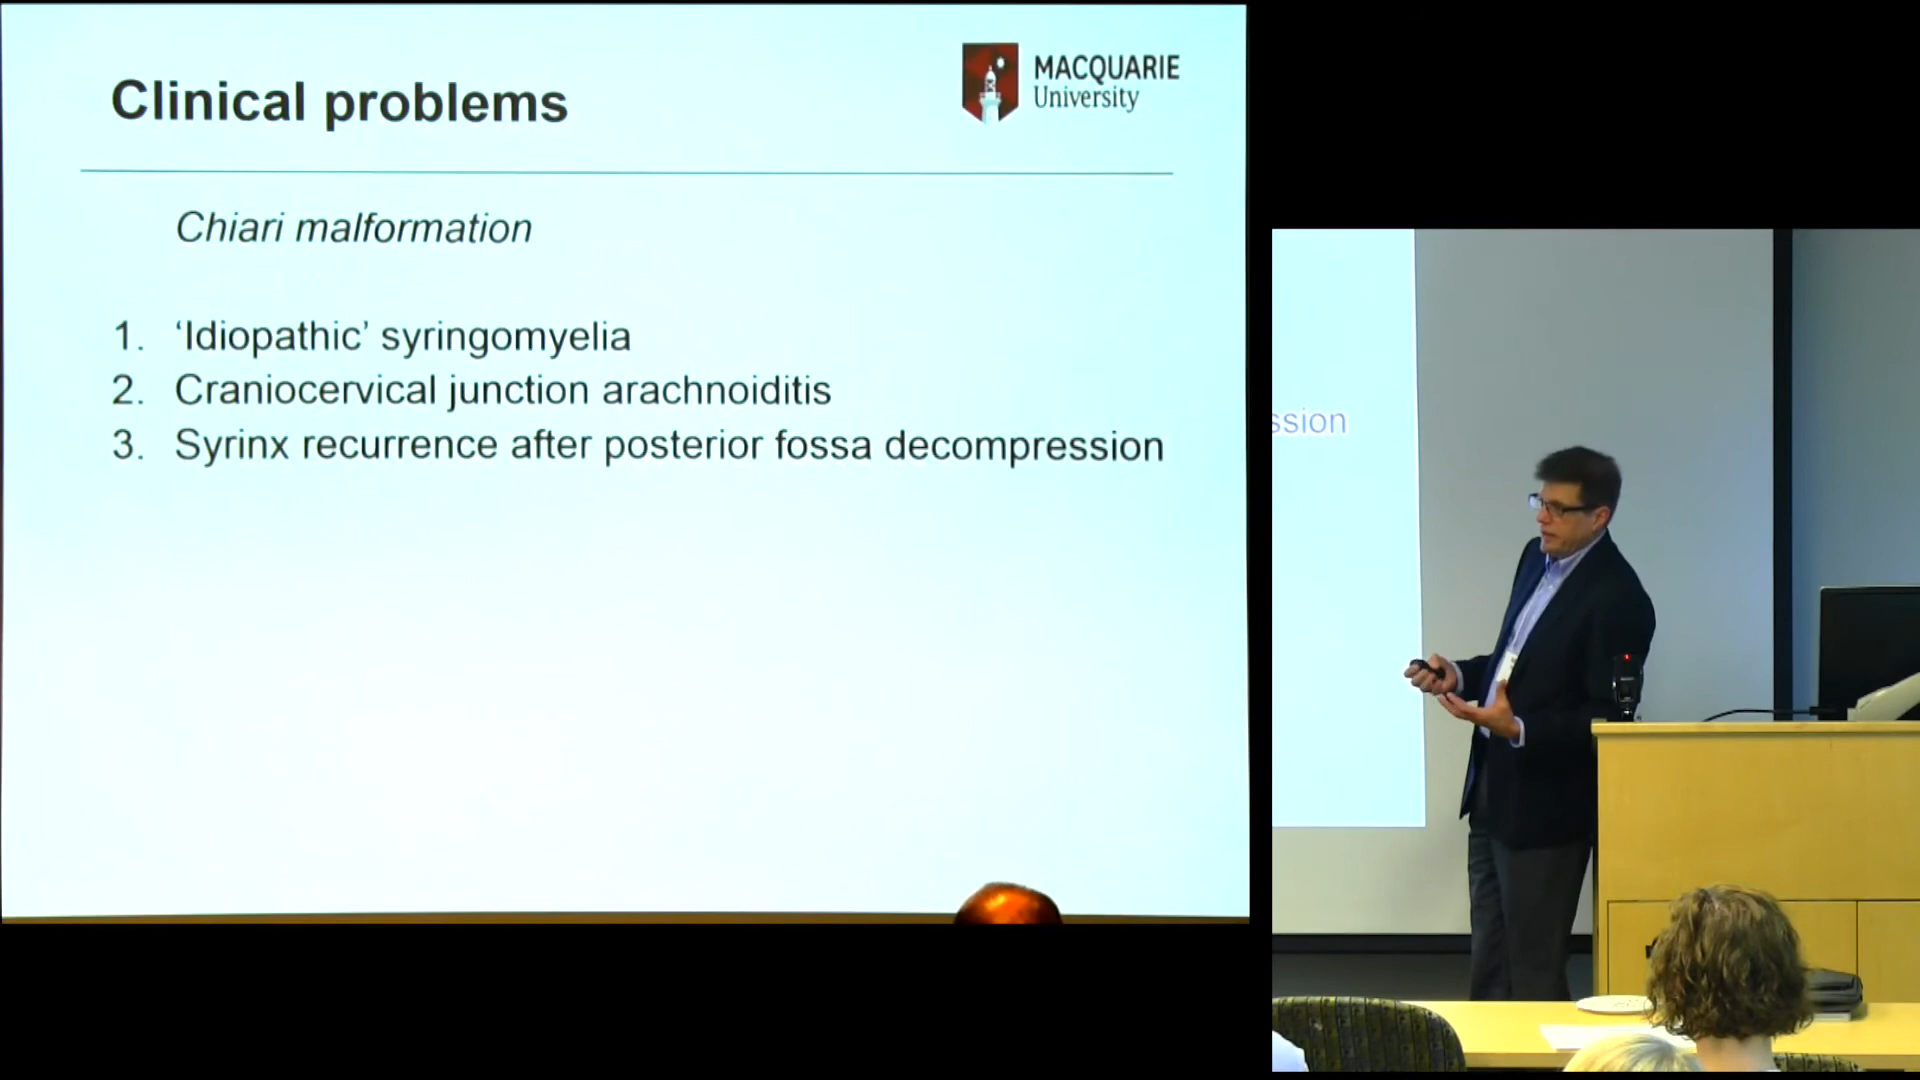 Clinical problems
MACQUARIE
University
Chiari malformation
1. ‘Idiopathic’ syringomyelia
2. Craniocervical junction arachnoiditis
3. Syrinx recurrence after posterior fossa decompression
ssion